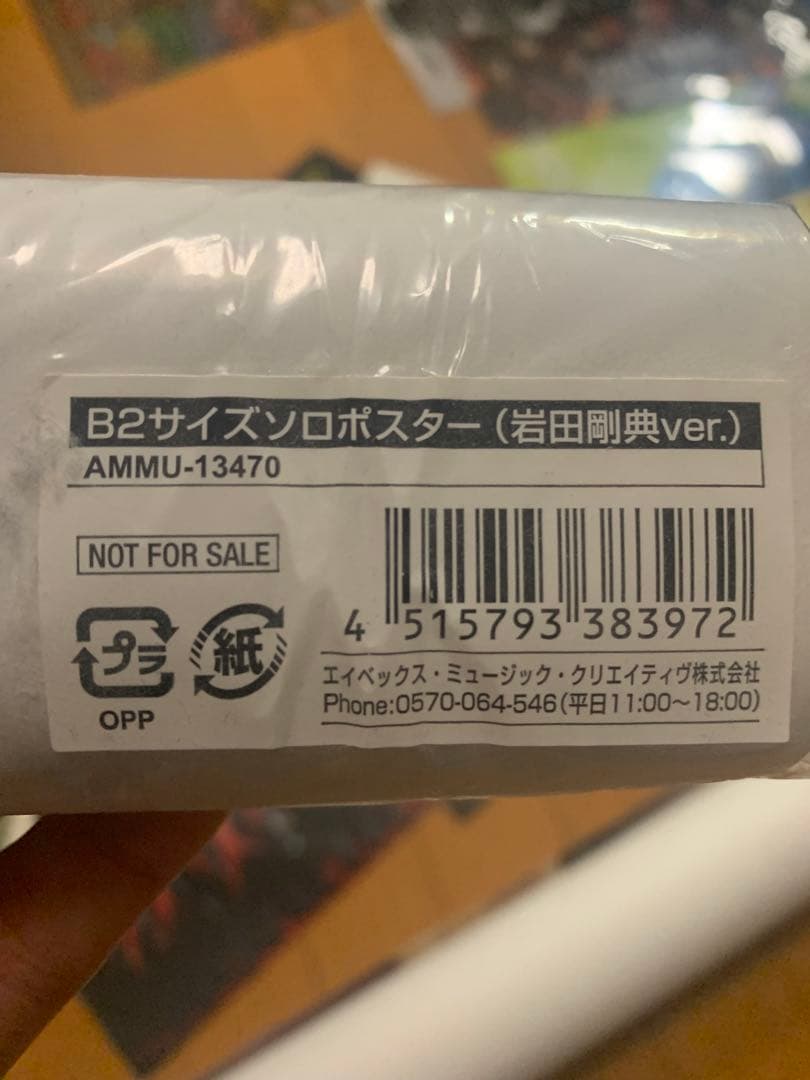 B2サイズソロポスター（岩田剛典ver.）
AMMU-13470
NOT FOR SALE
プラ
紙
OPP
4 515793 383972
エイベックス・ミュージック・クリエイティヴ株式会社
Phone:0570-064-546（平日11:00～18:00）